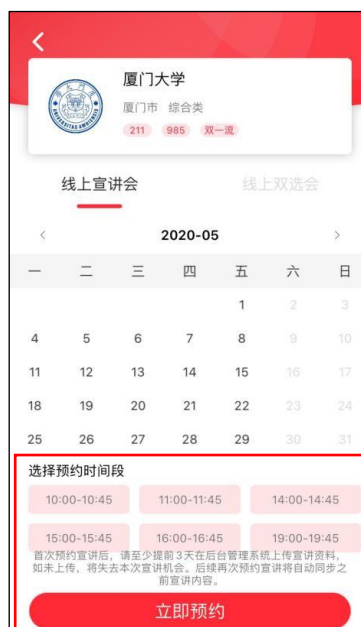 厦门大学
厦门市 综合类
211 985 双一流
线上宣讲会 线上双选会
< 2020-05 >
一 二 三 四 五 六 日
1 2 3
4 5 6 7 8 9 10
11 12 13 14 15 16 17
18 19 20 21 22 23 24
25 26 27 28 29 30 31
选择预约时间段
10:00-10:45 11:00-11:45 14:00-14:45
15:00-15:45 16:00-16:45 19:00-19:45
首次预约宣讲后，请至少提前3天在后台管理系统上传宣讲资料，
如未上传，将失去本次宣讲机会。后续再次预约宣讲将自动同步之
前宣讲内容。
立即预约